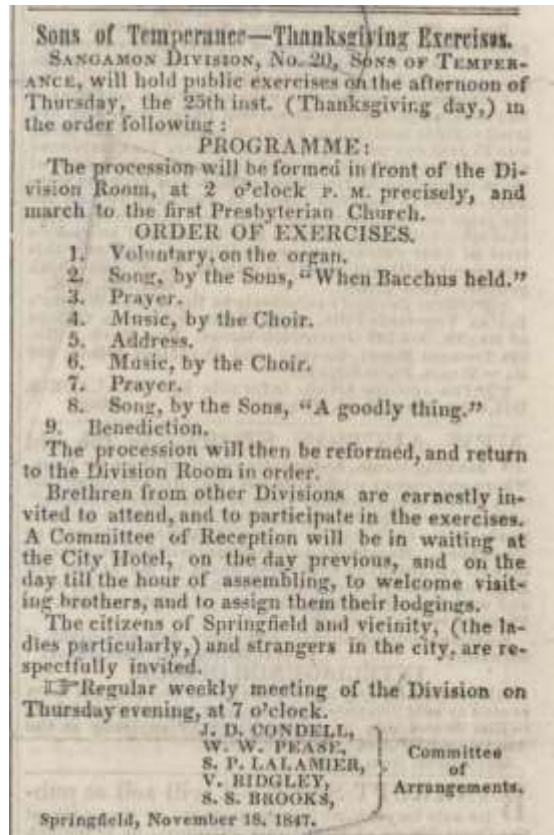 Sons of Temperance—Thanksgiving Exercises.
SANGAMON DIVISION, No. 20, SONS OF TEMPER-
ANCE, will hold public exercises on the afternoon of
Thursday, the 25th inst. (Thanksgiving day,) in
the order following :
PROGRAMME:
The procession will be formed in front of the Di-
vision Room, at 2 o'clock P. M. precisely, and
march to the first Presbyterian Church.
ORDER OF EXERCISES.
1. Voluntary, on the organ.
2. Song, by the Sons, "When Bacchus held."
3. Prayer.
4. Music, by the Choir.
5. Address.
6. Music, by the Choir.
7. Prayer.
8. Song, by the Sons, "A goodly thing."
9. Benediction.
The procession will then be reformed, and return
to the Division Room in order.
Brethren from other Divisions are earnestly in-
vited to attend, and to participate in the exercises.
A Committee of Reception will be in waiting at
the City Hotel, on the day previous, and on the
day till the hour of assembling, to welcome visit-
ing brothers, and to assign them their lodgings.
The citizens of Springfield and vicinity, (the la-
dies particularly,) and strangers in the city, are re-
spectfully invited.
☞Regular weekly meeting of the Division on
Thursday evening, at 7 o'clock.
J. D. CONDELL,
W. W. PEASE,
S. P. LALAMIER,
V. RIDGLEY,
S. S. BROOKS,
Committee
of
Arrangements.
Springfield, November 18. 1847.